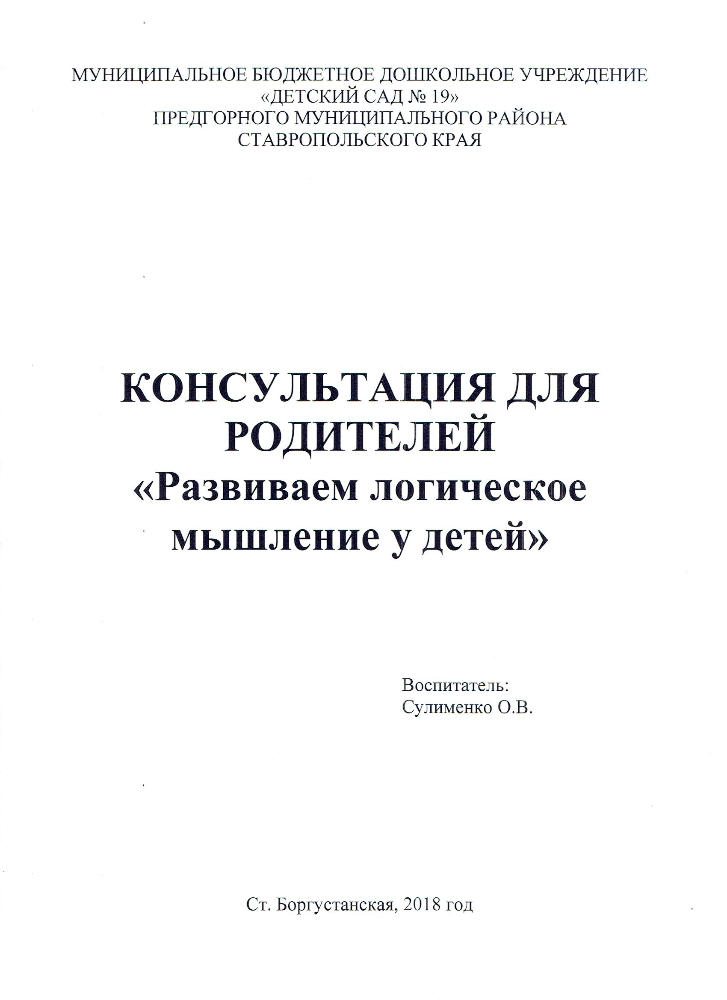 МУНИЦИПАЛЬНОЕ БЮДЖЕТНОЕ ДОШКОЛЬНОЕ УЧРЕЖДЕНИЕ
«ДЕТСКИЙ САД № 19»
ПРЕДГОРНОГО МУНИЦИПАЛЬНОГО РАЙОНА
СТАВРОПОЛЬСКОГО КРАЯ
КОНСУЛЬТАЦИЯ ДЛЯ
РОДИТЕЛЕЙ
«Развиваем логическое
мышление у детей»
Воспитатель:
Сулименко О.В.
Ст. Боргустанская, 2018 год